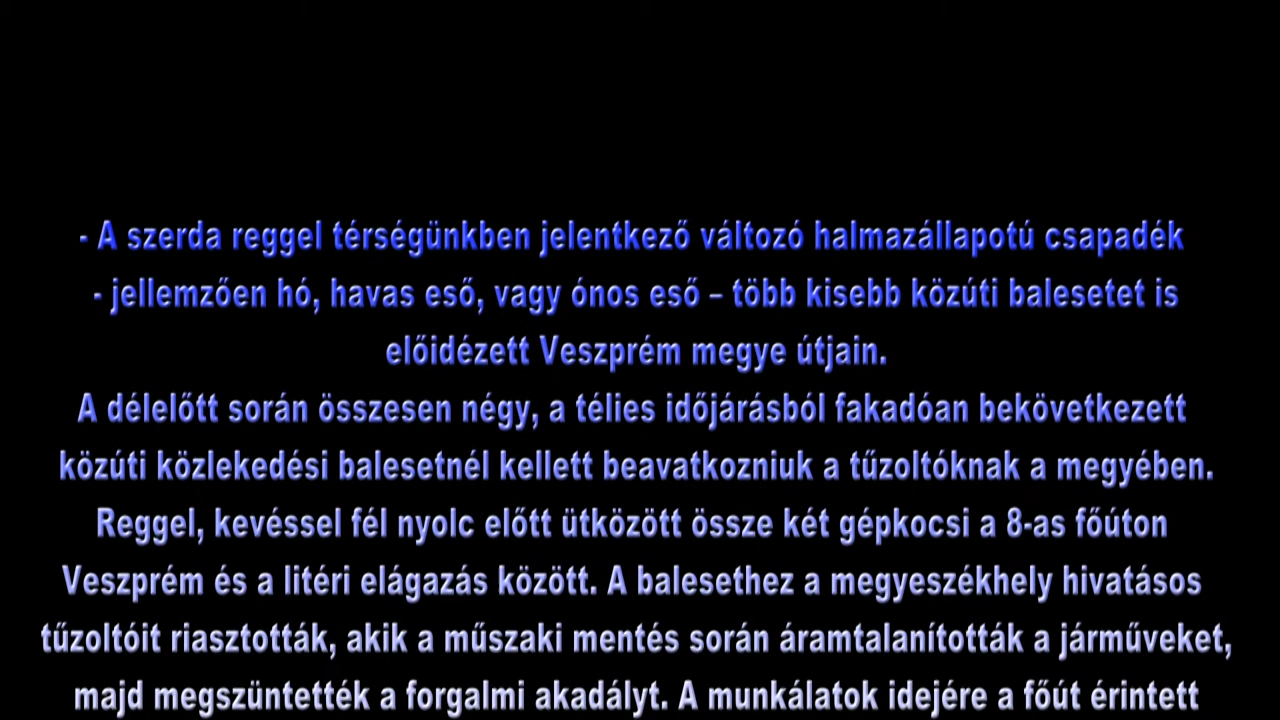 - A szerda reggel térségünkben jelentkező változó halmazállapotú csapadék
- jellemzően hó, havas eső, vagy ónos eső – több kisebb közúti balesetet is
előidézett Veszprém megye útjain.
A délelőtt során összesen négy, a télies időjárásból fakadóan bekövetkezett
közúti közlekedési balesetnél kellett beavatkozniuk a tűzoltóknak a megyében.
Reggel, kevéssel fél nyolc előtt ütközött össze két gépkocsi a 8-as főúton
Veszprém és a litéri elágazás között. A balesethez a megyeszékhely hivatásos
tűzoltóit riasztották, akik a műszaki mentés során áramtalanították a járműveket,
majd megszüntették a forgalmi akadályt. A munkálatok idejére a főút érintett